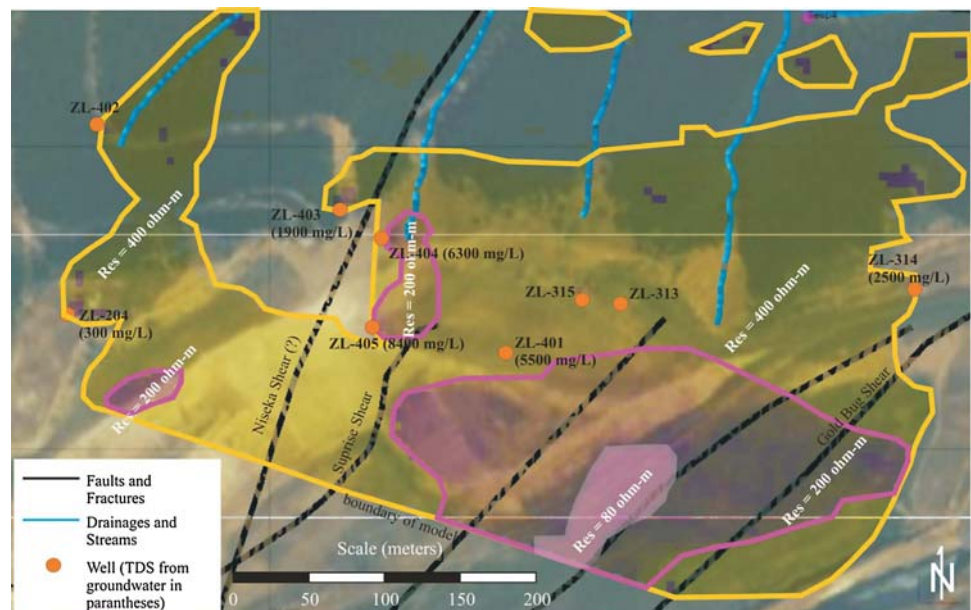 ZL-402
Res = 400 ohm-m
ZL-403
(1900 mg/L)
ZL-404 (6300 mg/L)
Res = 200 ohm-m
ZL-314
(2500 mg/L)
ZL-315
ZL-313
Res = 400 ohm-m
ZL-204
(300 mg/L)
ZL-405 (8400 mg/L)
ZL-401
(5500 mg/L)
Res = 200 ohm-m
Niseka Shear (?)
Suprise Shear
Gold Bug Shear
Res = 80 ohm-m
Res = 200 ohm-m
boundary of model
Faults and
Fractures
Drainages and
Streams
Well (TDS from
groundwater in
parantheses)
Scale (meters)
0 50 100 150 200
N